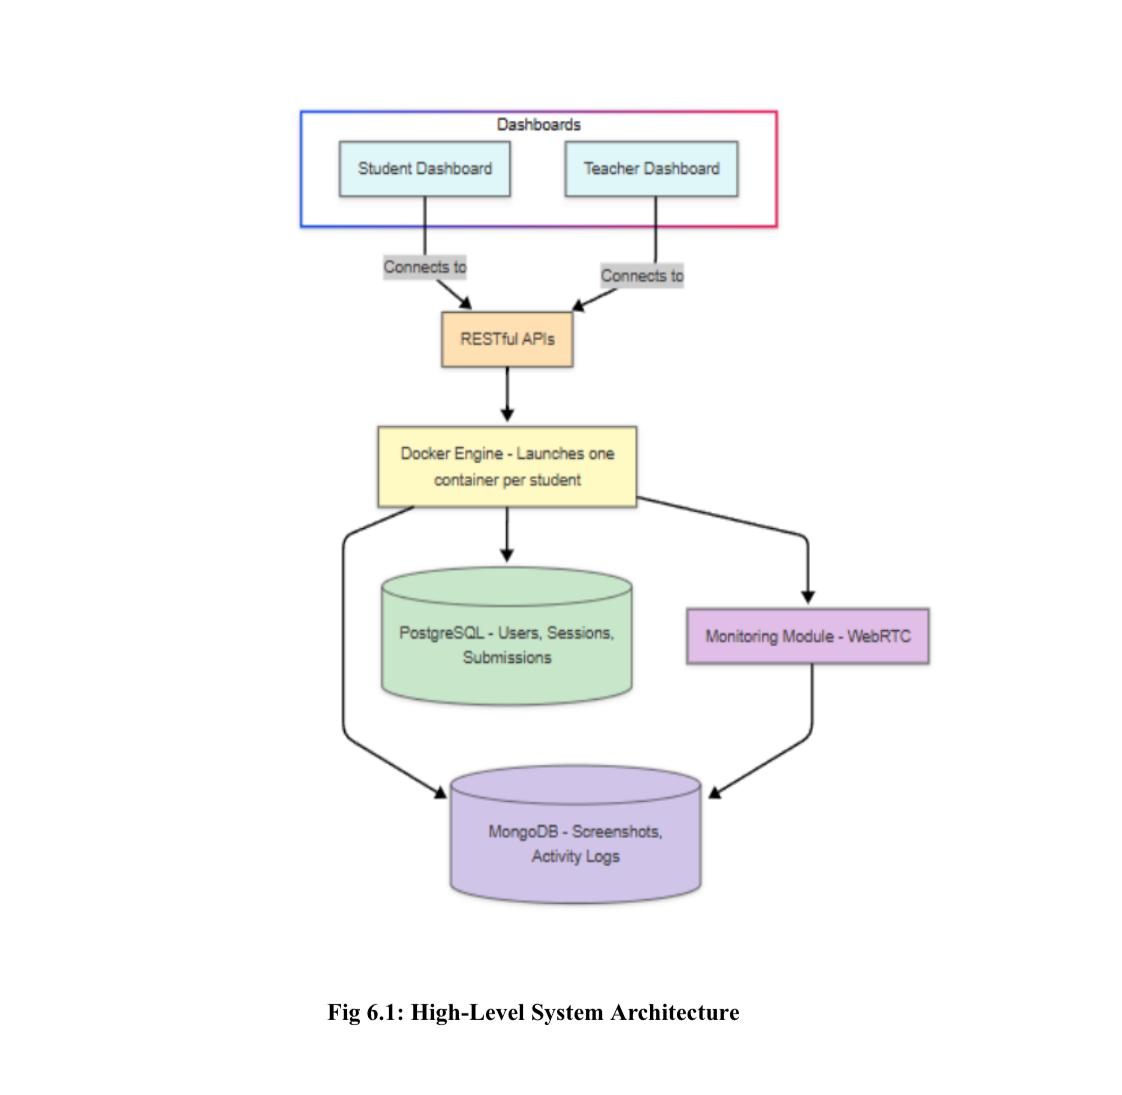 Dashboards
Student Dashboard
Teacher Dashboard
Connects to
Connects to
RESTful APIs
Docker Engine - Launches one
container per student
PostgreSQL - Users, Sessions,
Submissions
Monitoring Module - WebRTC
MongoDB - Screenshots,
Activity Logs
Fig 6.1: High-Level System Architecture